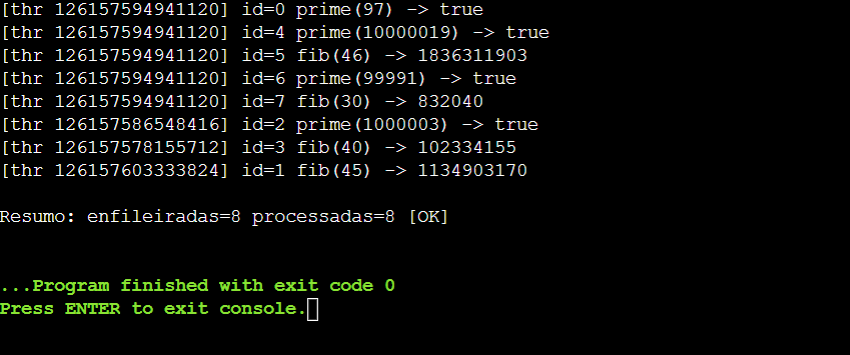 [thr 126157594941120] id=0 prime(97) -> true
[thr 126157594941120] id=4 prime(10000019) -> true
[thr 126157594941120] id=5 fib(46) -> 1836311903
[thr 126157594941120] id=6 prime(99991) -> true
[thr 126157594941120] id=7 fib(30) -> 832040
[thr 126157586548416] id=2 prime(1000003) -> true
[thr 126157578155712] id=3 fib(40) -> 102334155
[thr 126157603333824] id=1 fib(45) -> 1134903170
Resumo: enfileiradas=8 processadas=8 [OK]
...Program finished with exit code 0
Press ENTER to exit console.